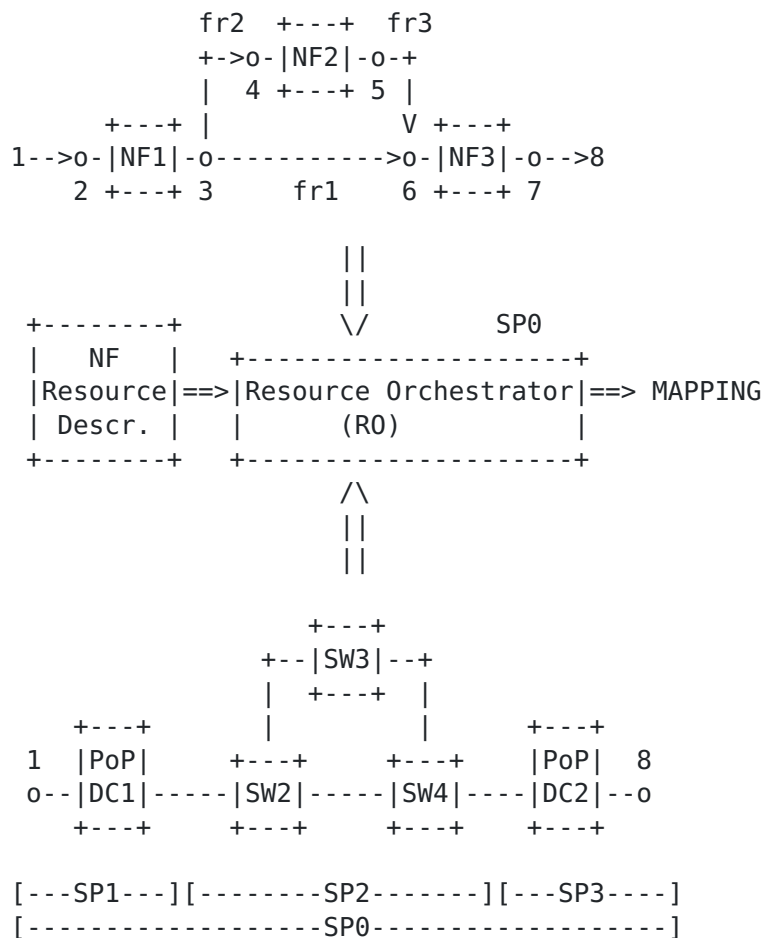 fr2  +---+  fr3
              +->o-|NF2|-o-+
              |  4 +---+ 5 |
        +---+ |            V +---+
  1-->o-|NF1|-o----------->o-|NF3|-o-->8
      2 +---+ 3     fr1    6 +---+ 7

                       ||
                       ||
   +--------+          \/        SP0
   |   NF   |   +---------------------+
   |Resource|==>|Resource Orchestrator|==> MAPPING
   | Descr. |   |      (RO)           |
   +--------+   +---------------------+
                       /\
                       ||
                       ||

                     +---+
                  +--|SW3|--+
                  |  +---+  |
      +---+       |         |      +---+
   1  |PoP|     +---+     +---+    |PoP|  8
   o--|DC1|-----|SW2|-----|SW4|----|DC2|--o
      +---+     +---+     +---+    +---+

  [---SP1---][--------SP2-------][---SP3----]
  [-------------------SP0-------------------]